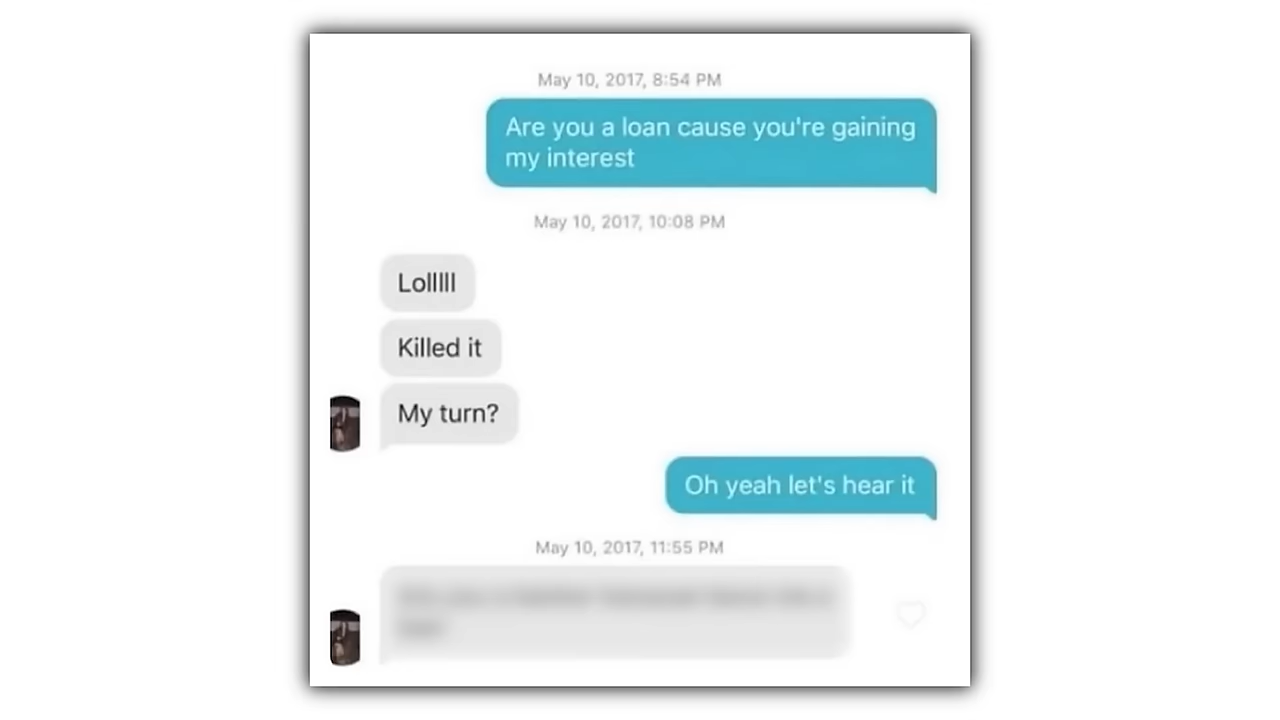 May 10, 2017, 8:54 PM
Are you a loan cause you're gaining
my interest
May 10, 2017, 10:08 PM
Lolllll
Killed it
My turn?
Oh yeah let's hear it
May 10, 2017, 11:55 PM